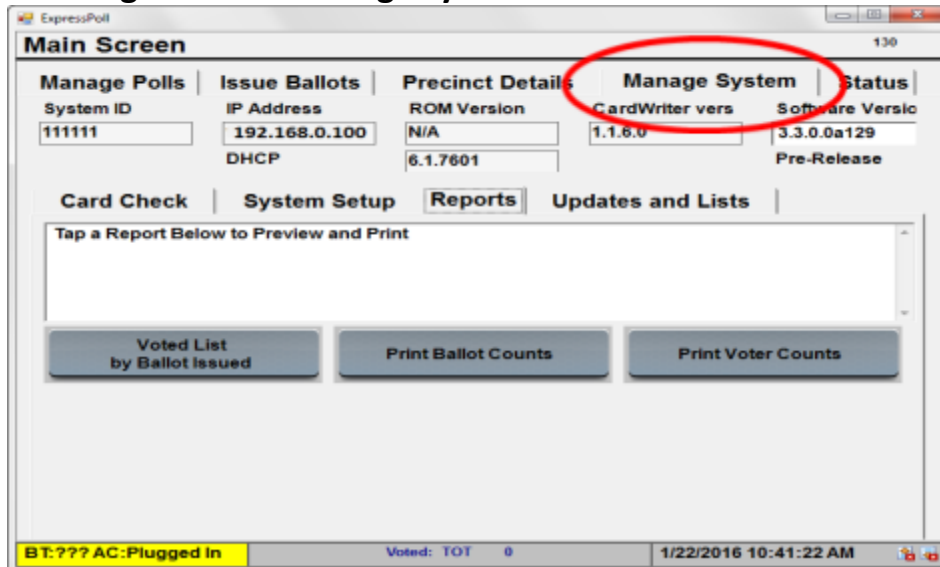 ExpressPoll
Main Screen 130
Manage Polls Issue Ballots Precinct Details Manage System Status
System ID IP Address ROM Version CardWriter vers Software Versio
111111 192.168.0.100 N/A 1.1.6.0 3.3.0.0a129
DHCP 6.1.7601 Pre-Release
Card Check System Setup Reports Updates and Lists
Tap a Report Below to Preview and Print
Voted List
by Ballot Issued
Print Ballot Counts Print Voter Counts
BT:??? AC:Plugged In Voted: TOT 0 1/22/2016 10:41:22 AM